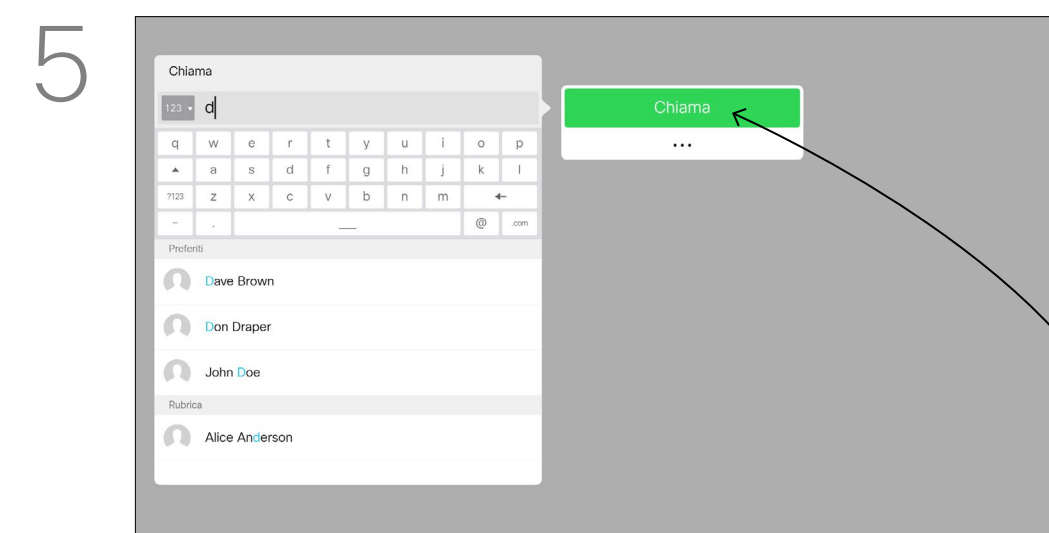 5
Chiama
123 d
Chiama
q w e r t y u i o p
...
a s d f g h j k l
?123 z x c v b n m
- . _ @ .com
Preferiti
Dave Brown
Don Draper
John Doe
Rubrica
Alice Anderson